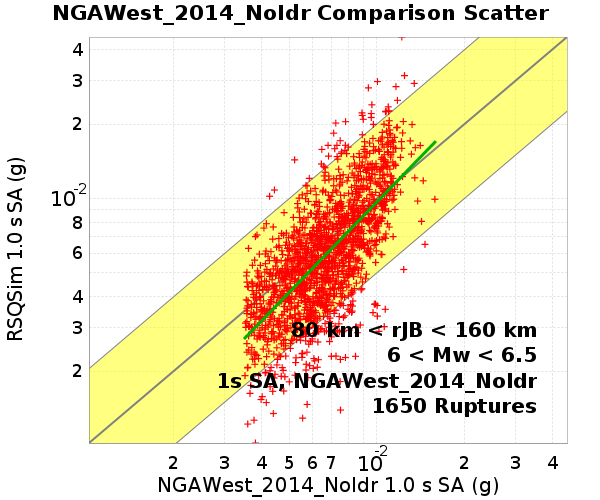 NGAWest_2014_NoIdr Comparison Scatter
4
3
2
10-2
8
6
4
3
2
RSQSim 1.0 s SA (g)
80 km < rJB < 160 km
6 < Mw < 6.5
1s SA, NGAWest_2014_NoIdr
1650 Ruptures
2 3 4 5 6 7 10-2 2 3 4
NGAWest_2014_NoIdr 1.0 s SA (g)